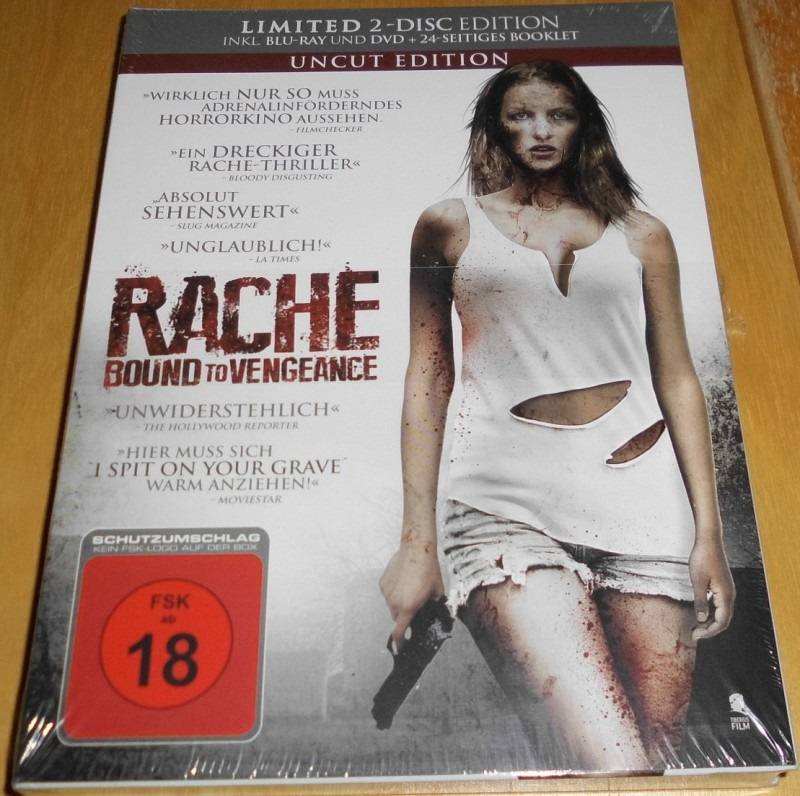 LIMITED 2-DISC EDITION
INKL. BLU-RAY UND DVD + 24-SEITIGES BOOKLET
UNCUT EDITION
»WIRKLICH NUR SO MUSS
ADRENALINFÖRDERNDES
HORRORKINO AUSSEHEN.
- FILMCHECKER
»EIN DRECKIGER
RACHE-THRILLER«
- BLOODY DISGUSTING
„ABSOLUT
SEHENSWERT«
- SLUG MAGAZINE
»UNGLAUBLICH!«
- LA TIMES
RACHE
BOUND TO VENGEANCE
»UNWIDERSTEHLICH«
- THE HOLLYWOOD REPORTER
»HIER MUSS SICH
"I SPIT ON YOUR GRAVE"
WARM ANZIEHEN!«
- MOVIESTAR
SCHUTZUMSCHLAG
KEIN FSK-LOGO AUF DER BOX
FSK
ab
18
TIBERIUS
FILM